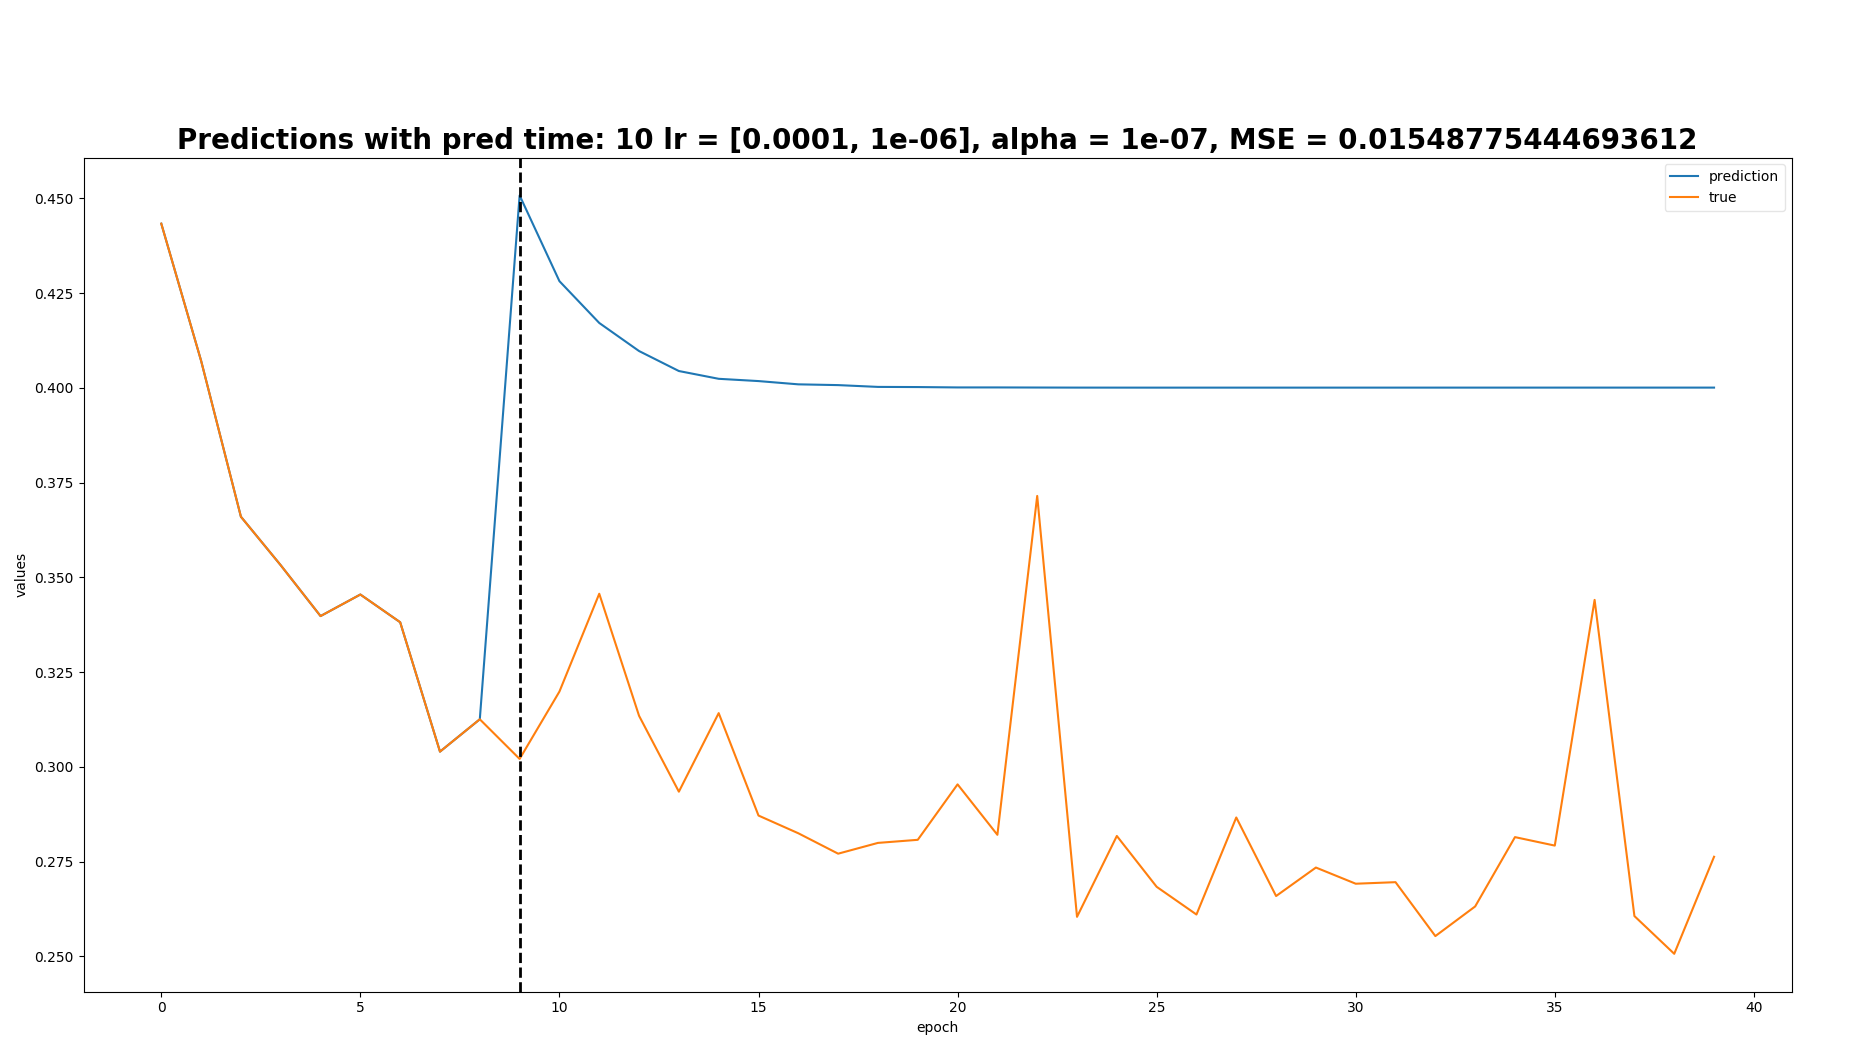 Predictions with pred time: 10 lr = [0.0001, 1e-06], alpha = 1e-07, MSE = 0.01548775444693612
prediction
true
0.450
0.425
0.400
0.375
0.350
0.325
0.300
0.275
0.250
values
0 5 10 15 20 25 30 35 40
epoch